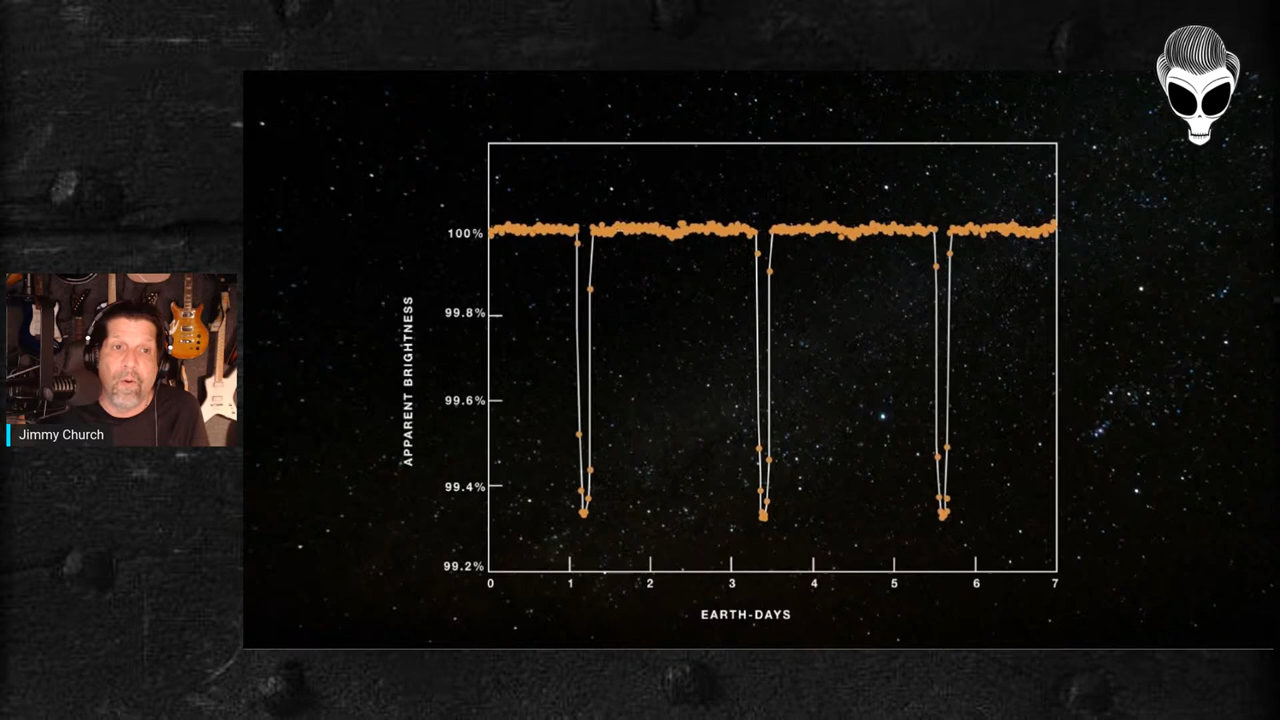 100%
99.8%
99.6%
99.4%
99.2%
APPARENT BRIGHTNESS
0 1 2 3 4 5 6 7
EARTH-DAYS
Jimmy Church